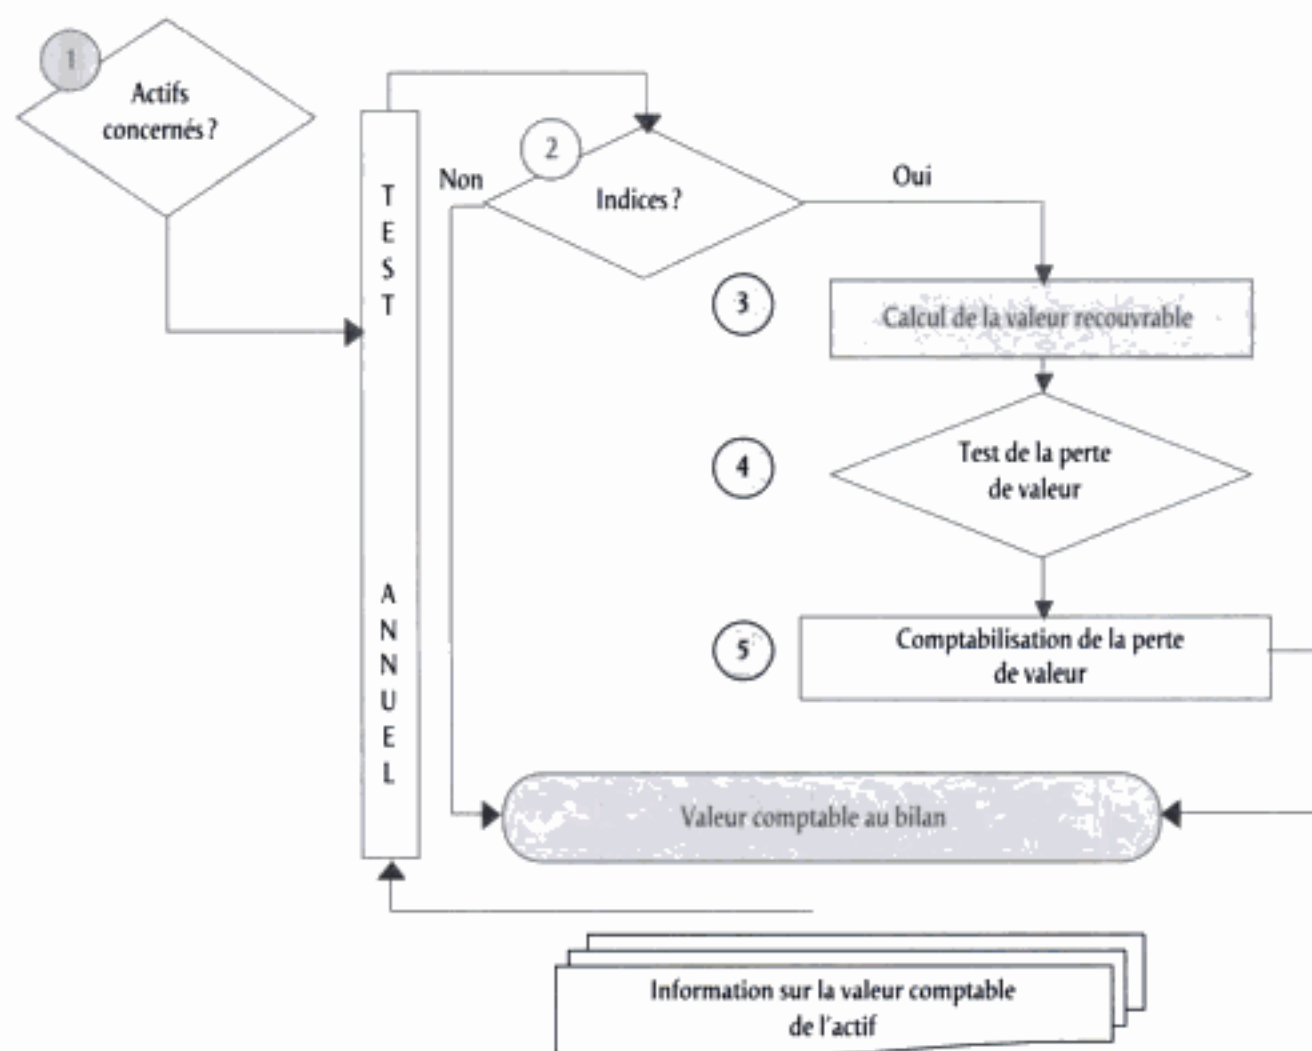 1
Actifs
concernés ?
TEST
ANNUEL
2
Indices ?
Non
Oui
3
Calcul de la valeur recouvrable
4
Test de la perte
de valeur
5
Comptabilisation de la perte
de valeur
Valeur comptable au bilan
Information sur la valeur comptable
de l'actif